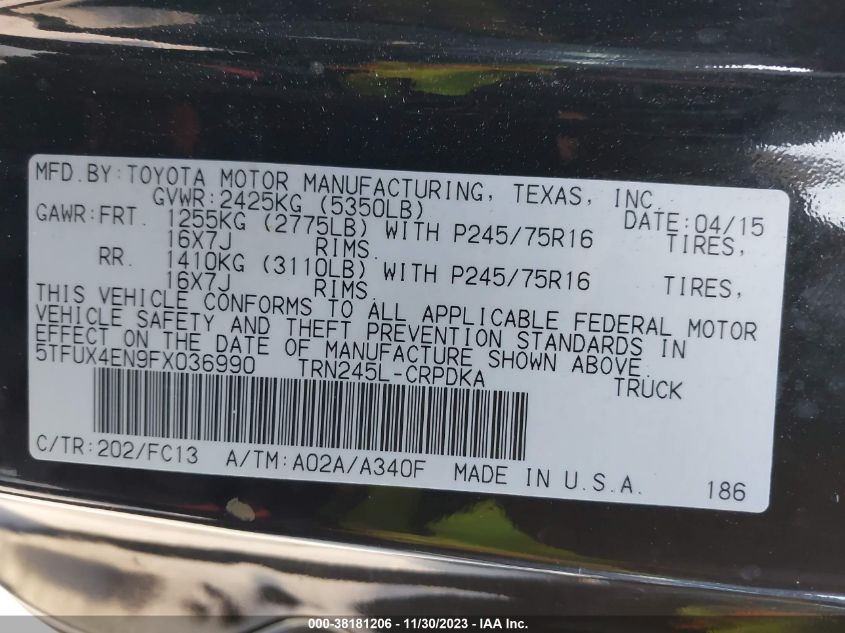 MFD.BY:TOYOTA MOTOR MANUFACTURING, TEXAS, INC.
GVWR:2425KG (5350LB) DATE:04/15
GAWR:FRT. 1255KG (2775LB) WITH P245/75R16 TIRES,
16X7J RIMS.
RR. 1410KG (3110LB) WITH P245/75R16 TIRES,
16X7J RIMS.
THIS VEHICLE CONFORMS TO ALL APPLICABLE FEDERAL MOTOR
VEHICLE SAFETY AND THEFT PREVENTION STANDARDS IN
EFFECT ON THE DATE OF MANUFACTURE SHOWN ABOVE.
5TFUX4EN9FX036990 TRN245L-CRPDKA TRUCK
C/TR:202/FC13 A/TM:A02A/A340F MADE IN U.S.A.
186
000-38181206 - 11/30/2023 - IAA Inc.